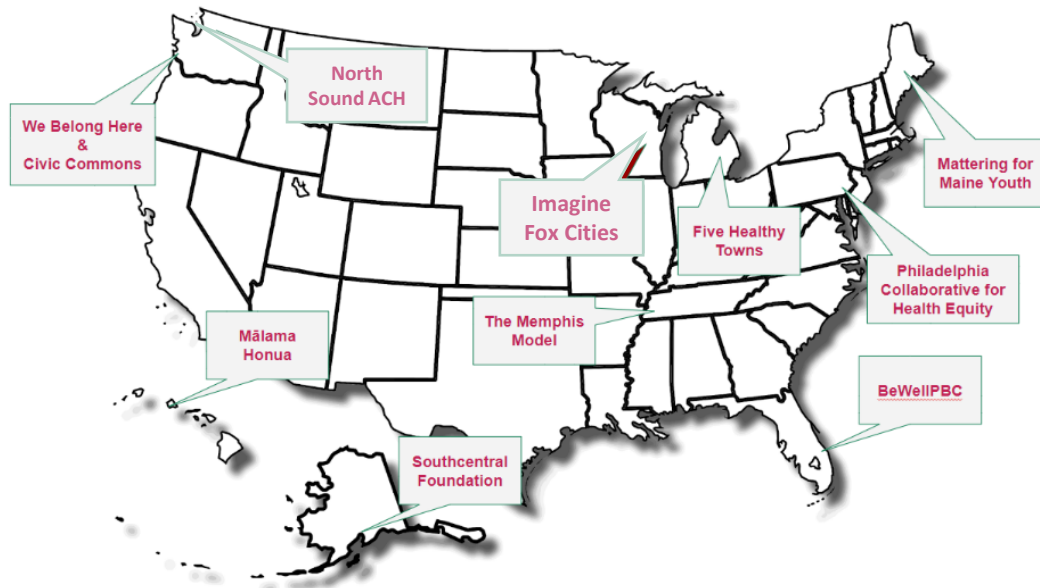 North
Sound ACH
We Belong Here
&
Civic Commons
Mattering for
Maine Youth
Imagine
Fox Cities
Five Healthy
Towns
Philadelphia
Collaborative for
Health Equity
The Memphis
Model
Mālama
Honua
BeWellPBC
Southcentral
Foundation